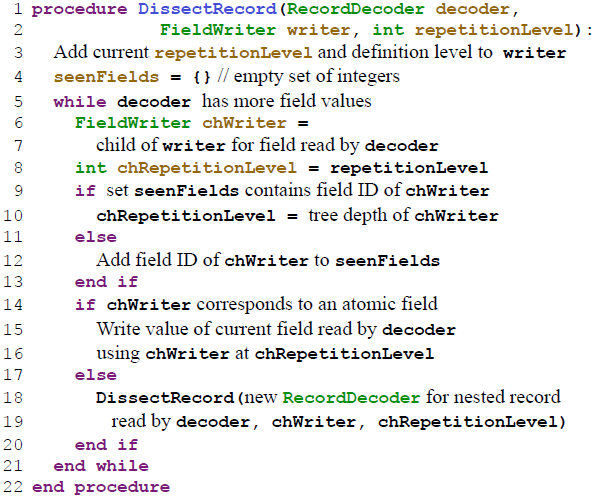 1 procedure DissectRecord(RecordDecoder decoder,
2 FieldWriter writer, int repetitionLevel):
3 Add current repetitionLevel and definition level to writer
4 seenFields = {} // empty set of integers
5 while decoder has more field values
6 FieldWriter chWriter =
7 child of writer for field read by decoder
8 int chRepetitionLevel = repetitionLevel
9 if set seenFields contains field ID of chWriter
10 chRepetitionLevel = tree depth of chWriter
11 else
12 Add field ID of chWriter to seenFields
13 end if
14 if chWriter corresponds to an atomic field
15 Write value of current field read by decoder
16 using chWriter at chRepetitionLevel
17 else
18 DissectRecord(new RecordDecoder for nested record
19 read by decoder, chWriter, chRepetitionLevel)
20 end if
21 end while
22 end procedure